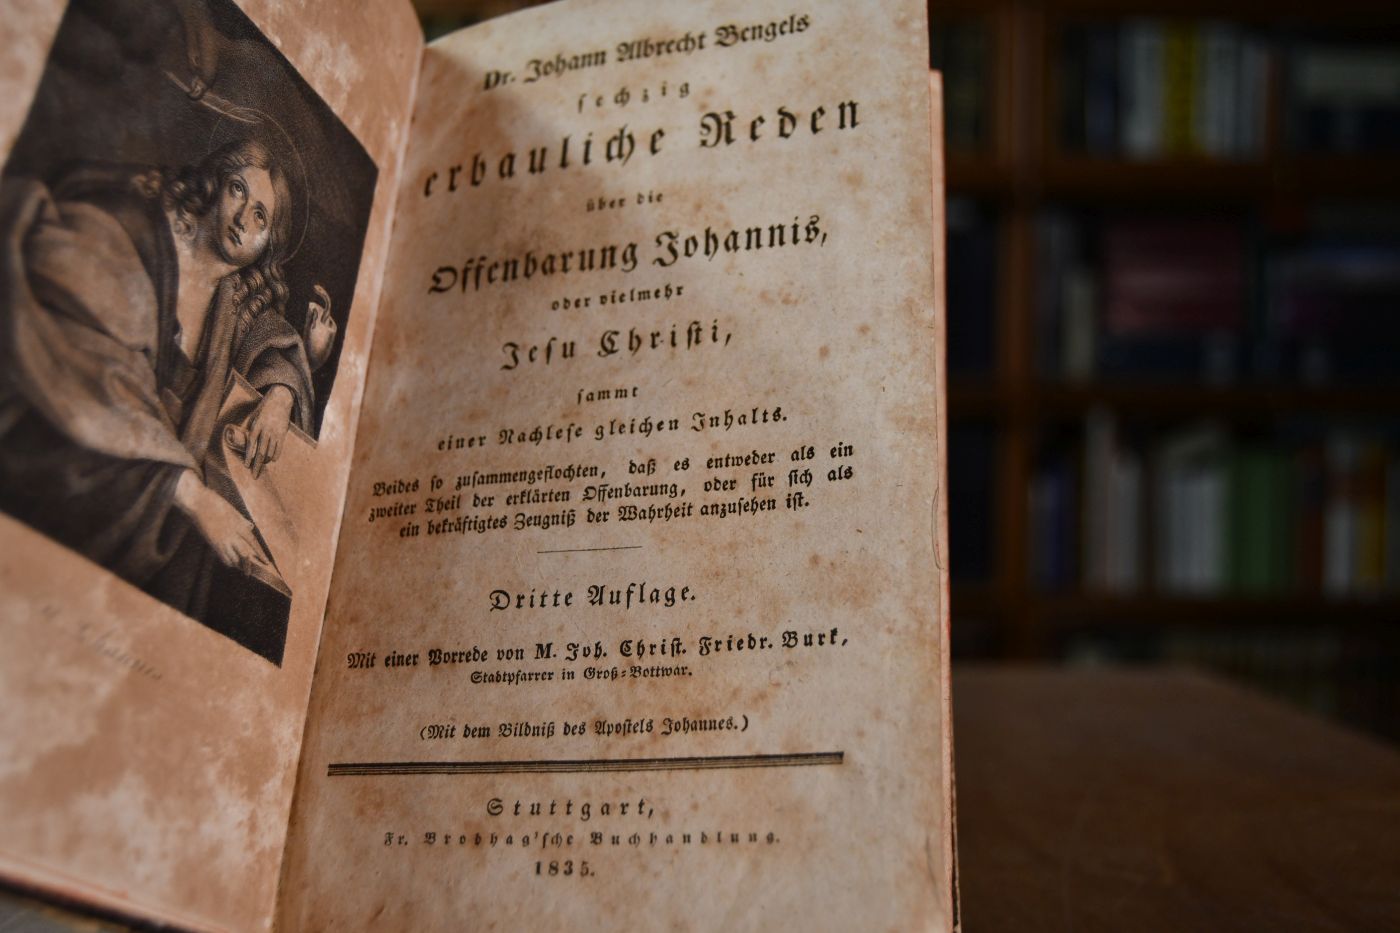 Dr. Johann Albrecht Bengels
ſechzig
erbauliche Reden
über die
Offenbarung Johannis,
oder vielmehr
Jeſu Chriſti,
ſammt
einer Nachleſe gleichen Inhalts.
Beides ſo zuſammengeflochten, daß es entweder als ein
zweiter Theil der erklärten Offenbarung, oder für ſich als
ein bekräftigtes Zeugniß der Wahrheit anzuſehen iſt.
Dritte Auflage.
Mit einer Vorrede von M. Joh. Chriſt. Friedr. Burk,
Stadtpfarrer in Groß-Bottwar.
(Mit dem Bildniß des Apoſtels Johannes.)
Stuttgart,
Fr. Brodhag'ſche Buchhandlung.
1835.